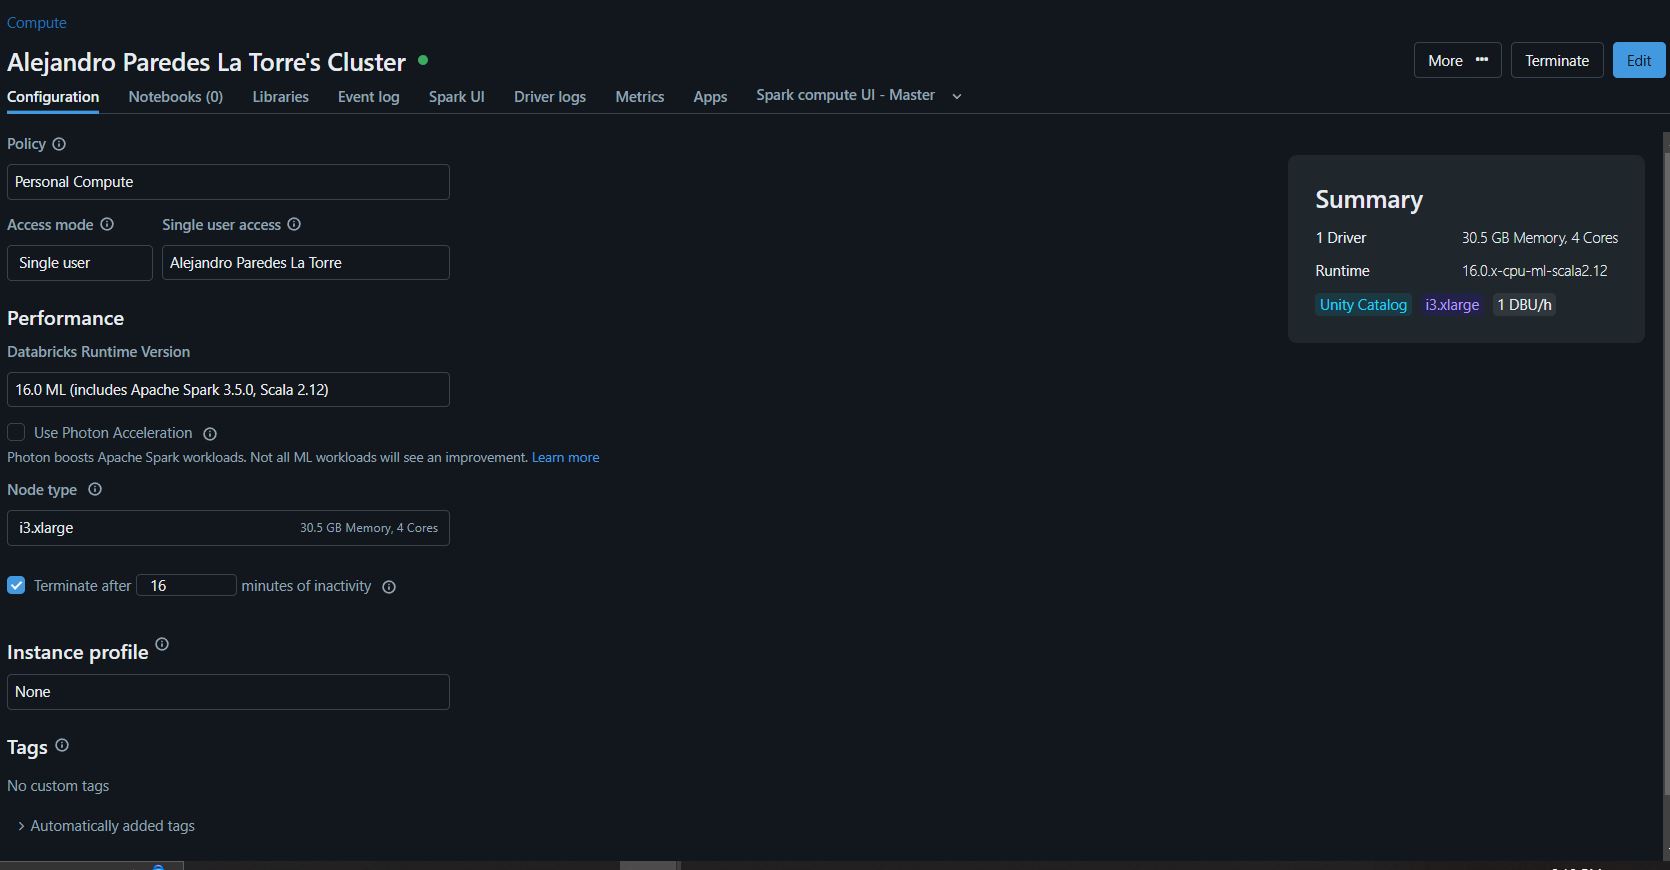 Compute
Alejandro Paredes La Torre's Cluster
More ··· Terminate Edit
Configuration Notebooks (0) Libraries Event log Spark UI Driver logs Metrics Apps Spark compute UI - Master
Policy
Personal Compute
Access mode Single user access
Single user Alejandro Paredes La Torre
Performance
Databricks Runtime Version
16.0 ML (includes Apache Spark 3.5.0, Scala 2.12)
Use Photon Acceleration
Photon boosts Apache Spark workloads. Not all ML workloads will see an improvement. Learn more
Node type
i3.xlarge 30.5 GB Memory, 4 Cores
Terminate after 16 minutes of inactivity
Instance profile
None
Tags
No custom tags
Automatically added tags
Summary
1 Driver 30.5 GB Memory, 4 Cores
Runtime 16.0.x-cpu-ml-scala2.12
Unity Catalog i3.xlarge 1 DBU/h